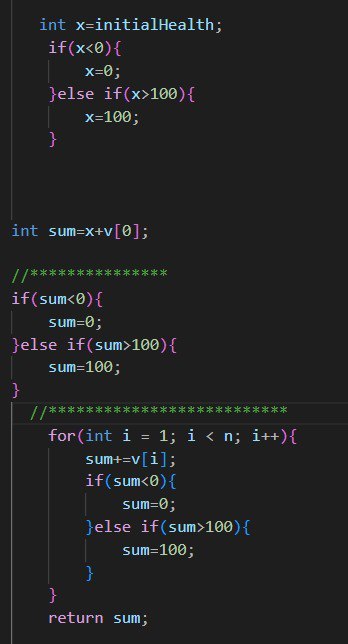 int x=initialHealth;
if(x<0){
x=0;
}else if(x>100){
x=100;
}
int sum=x+v[0];
//***************
if(sum<0){
sum=0;
}else if(sum>100){
sum=100;
}
//**************************
for(int i = 1; i < n; i++){
sum+=v[i];
if(sum<0){
sum=0;
}else if(sum>100){
sum=100;
}
}
return sum;